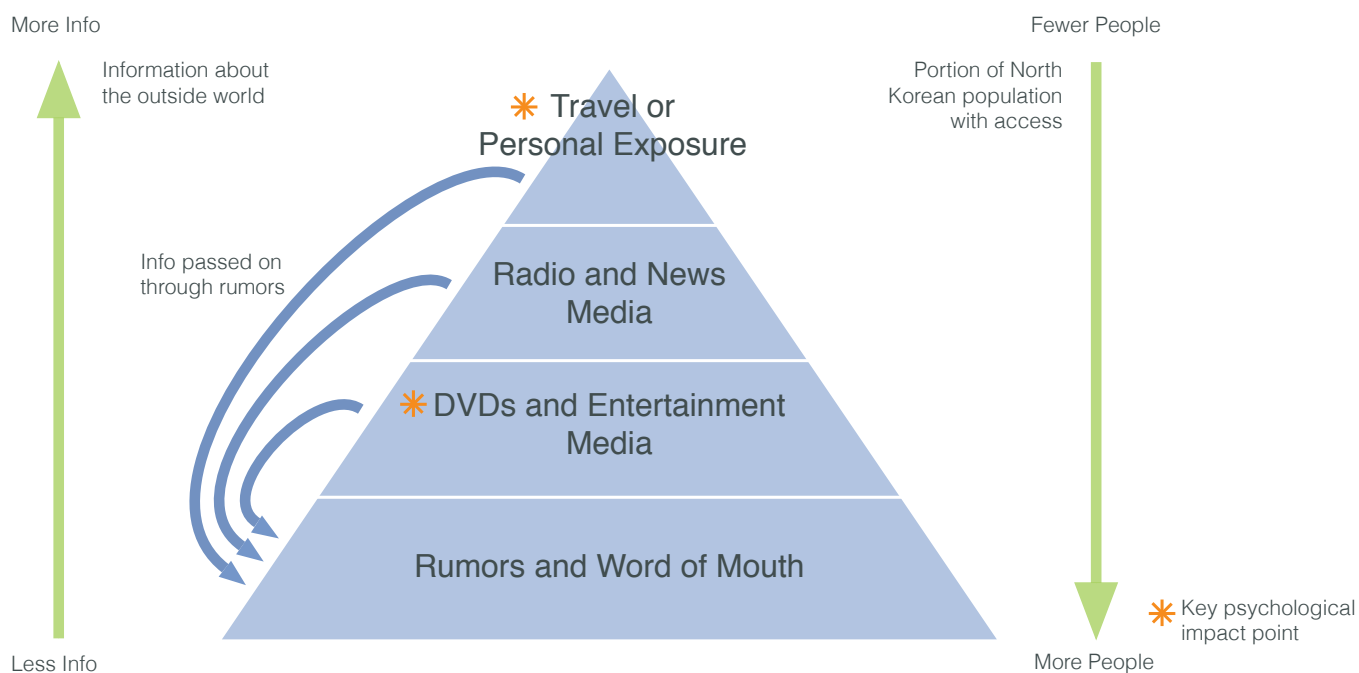 More Info
Fewer People
Information about
the outside world
Portion of North
Korean population
with access
Travel or
Personal Exposure
Info passed on
through rumors
Radio and News
Media
DVDs and Entertainment
Media
Rumors and Word of Mouth
Key psychological
impact point
Less Info
More People